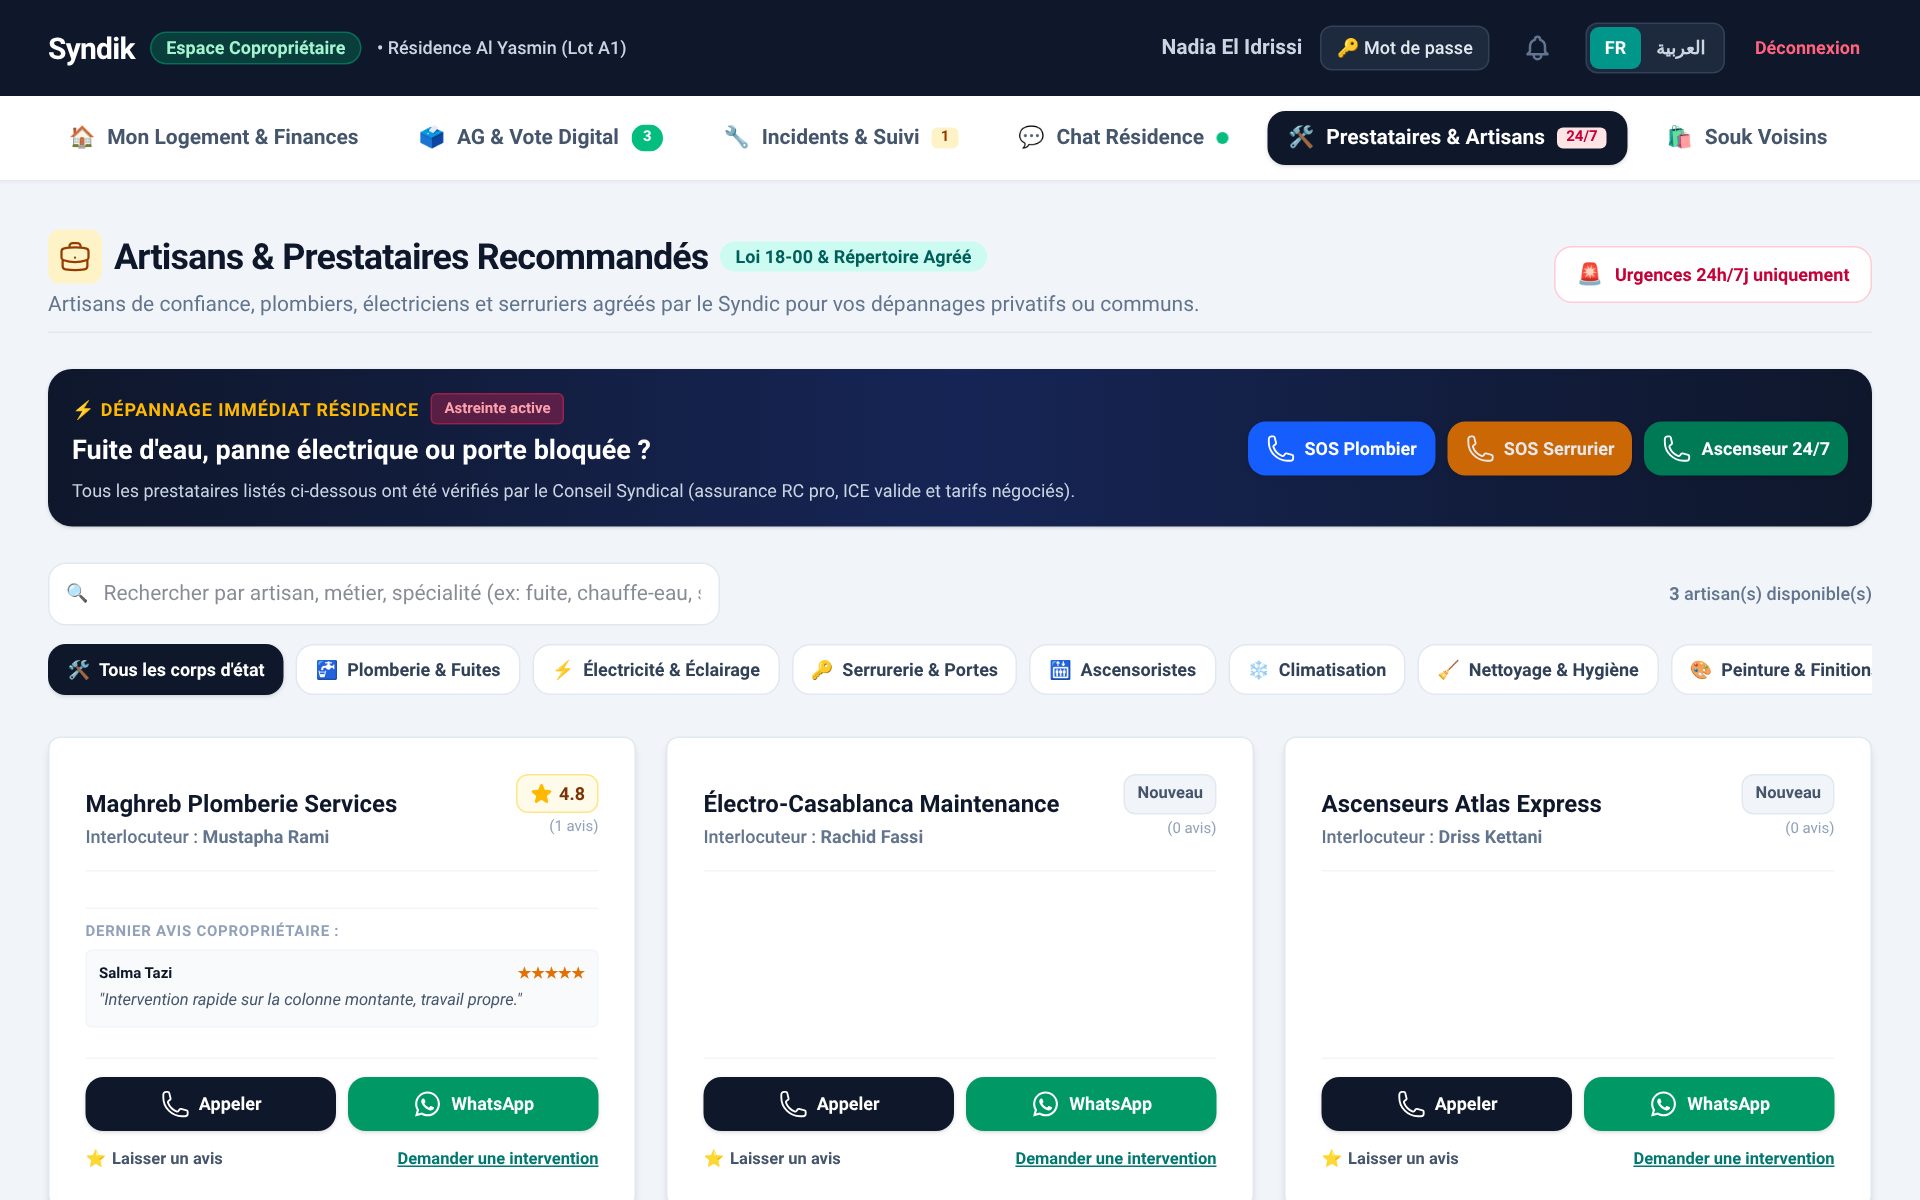 Syndik
Espace Copropriétaire
• Résidence Al Yasmin (Lot A1)
Nadia El Idrissi
🔑 Mot de passe
FR
العربية
Déconnexion
🏠 Mon Logement & Finances
🗳️ AG & Vote Digital 3
🔧 Incidents & Suivi 1
💬 Chat Résidence
🛠️ Prestataires & Artisans 24/7
🛍️ Souk Voisins
Artisans & Prestataires Recommandés
Loi 18-00 & Répertoire Agréé
Artisans de confiance, plombiers, électriciens et serruriers agréés par le Syndic pour vos dépannages privatifs ou communs.
🚨 Urgences 24h/7j uniquement
⚡ DÉPANNAGE IMMÉDIAT RÉSIDENCE
Astreinte active
Fuite d'eau, panne électrique ou porte bloquée ?
Tous les prestataires listés ci-dessous ont été vérifiés par le Conseil Syndical (assurance RC pro, ICE valide et tarifs négociés).
SOS Plombier
SOS Serrurier
Ascenseur 24/7
🔍 Rechercher par artisan, métier, spécialité (ex: fuite, chauffe-eau,
3 artisan(s) disponible(s)
🛠️ Tous les corps d'état
🚰 Plomberie & Fuites
⚡ Électricité & Éclairage
🔑 Serrurerie & Portes
🛗 Ascensoristes
❄️ Climatisation
🧹 Nettoyage & Hygiène
🎨 Peinture & Finition
Maghreb Plomberie Services
⭐ 4.8
(1 avis)
Interlocuteur : Mustapha Rami
DERNIER AVIS COPROPRIÉTAIRE :
Salma Tazi
★★★★★
"Intervention rapide sur la colonne montante, travail propre."
Appeler
WhatsApp
⭐ Laisser un avis
Demander une intervention
Électro-Casablanca Maintenance
Nouveau
(0 avis)
Interlocuteur : Rachid Fassi
Appeler
WhatsApp
⭐ Laisser un avis
Demander une intervention
Ascenseurs Atlas Express
Nouveau
(0 avis)
Interlocuteur : Driss Kettani
Appeler
WhatsApp
⭐ Laisser un avis
Demander une intervention